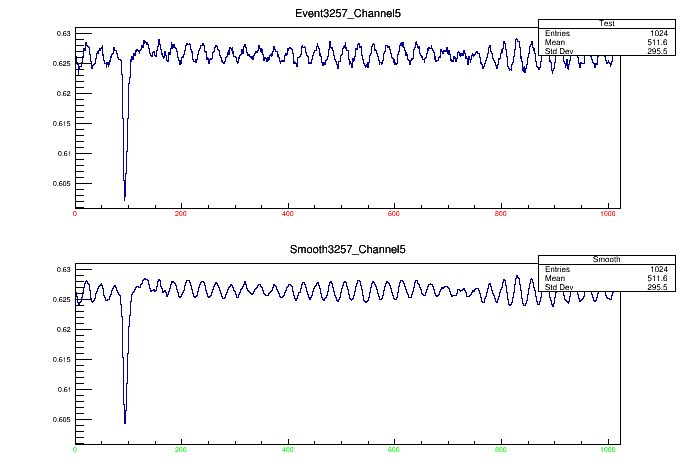 Event3257_Channel5
Test
Entries 1024
Mean 511.6
Std Dev 295.5
0.63
0.625
0.62
0.615
0.61
0.605
0 200 400 600 800 1000
Smooth3257_Channel5
Smooth
Entries 1024
Mean 511.6
Std Dev 295.5
0.63
0.625
0.62
0.615
0.61
0.605
0 200 400 600 800 1000